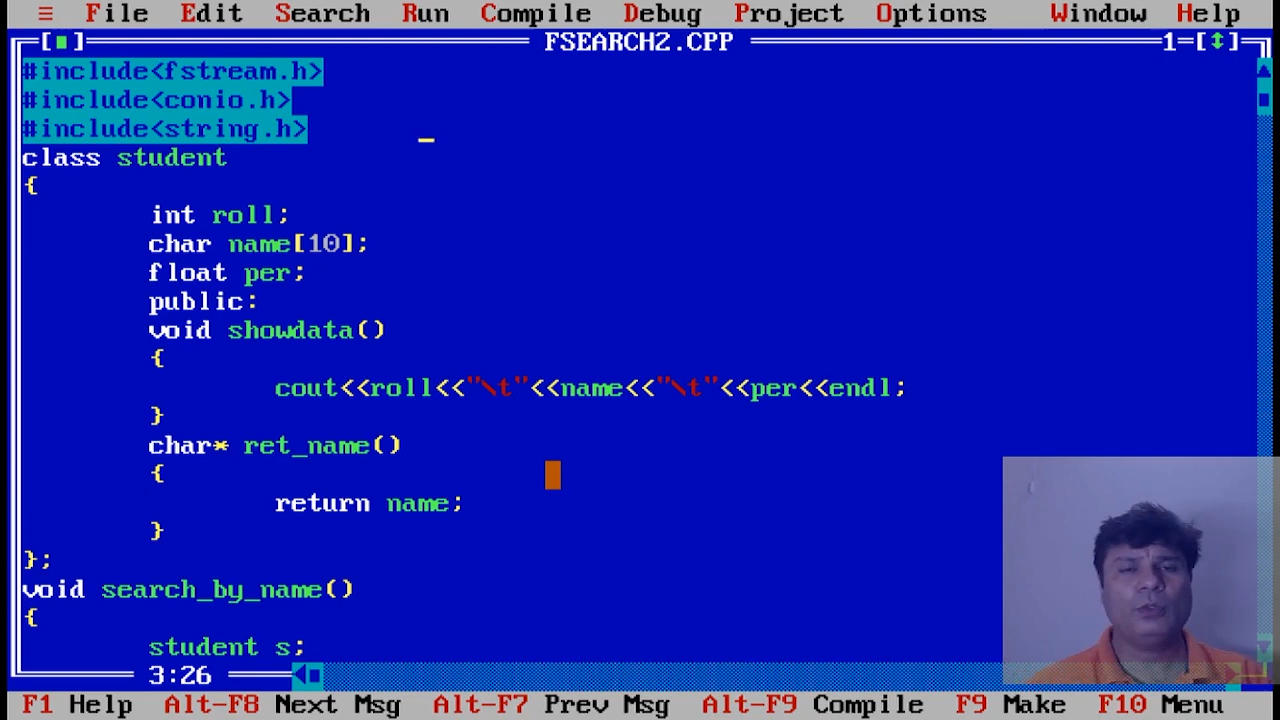 ≡ File Edit Search Run Compile Debug Project Options Window Help
[■] FSEARCH2.CPP 1=[↕]
#include<fstream.h>
#include<conio.h>
#include<string.h>
class student
{
int roll;
char name[10];
float per;
public:
void showdata()
{
cout<<roll<<"\t"<<name<<"\t"<<per<<endl;
}
char* ret_name()
{
return name;
}
};
void search_by_name()
{
student s;
3:26
F1 Help Alt-F8 Next Msg Alt-F7 Prev Msg Alt-F9 Compile F9 Make F10 Menu